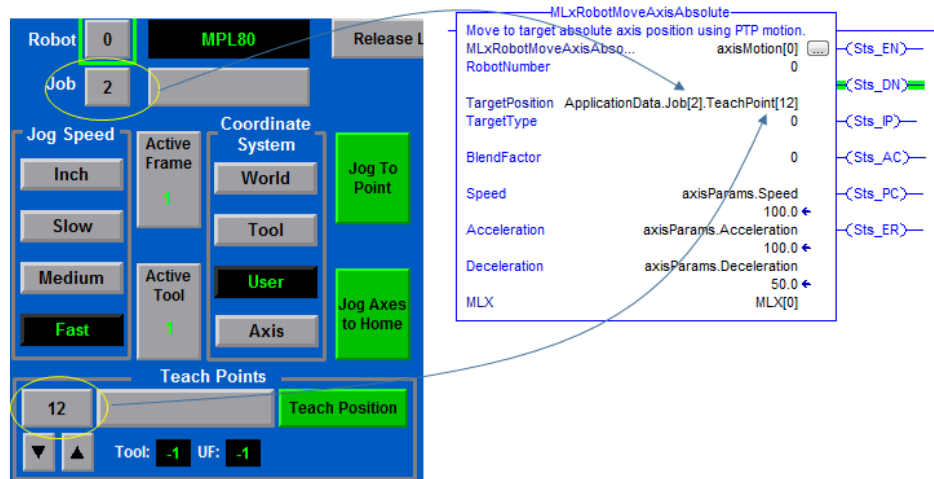 Robot
0
MPL80
Release L
Job
2
Jog Speed
Inch
Slow
Medium
Fast
Active
Frame
1
Active
Tool
1
Coordinate
System
World
Tool
User
Axis
Jog To
Point
Jog Axes
to Home
Teach Points
12
Teach Position
Tool: -1 UF: -1
MLxRobotMoveAxisAbsolute
Move to target absolute axis position using PTP motion.
MLxRobotMoveAxisAbso... axisMotion[0] ...
RobotNumber 0
TargetPosition ApplicationData.Job[2].TeachPoint[12]
TargetType 0
BlendFactor 0
Speed axisParams.Speed
100.0
Acceleration axisParams.Acceleration
100.0
Deceleration axisParams.Deceleration
50.0
MLX MLX[0]
(Sts_EN)
(Sts_DN)
(Sts_IP)
(Sts_AC)
(Sts_PC)
(Sts_ER)